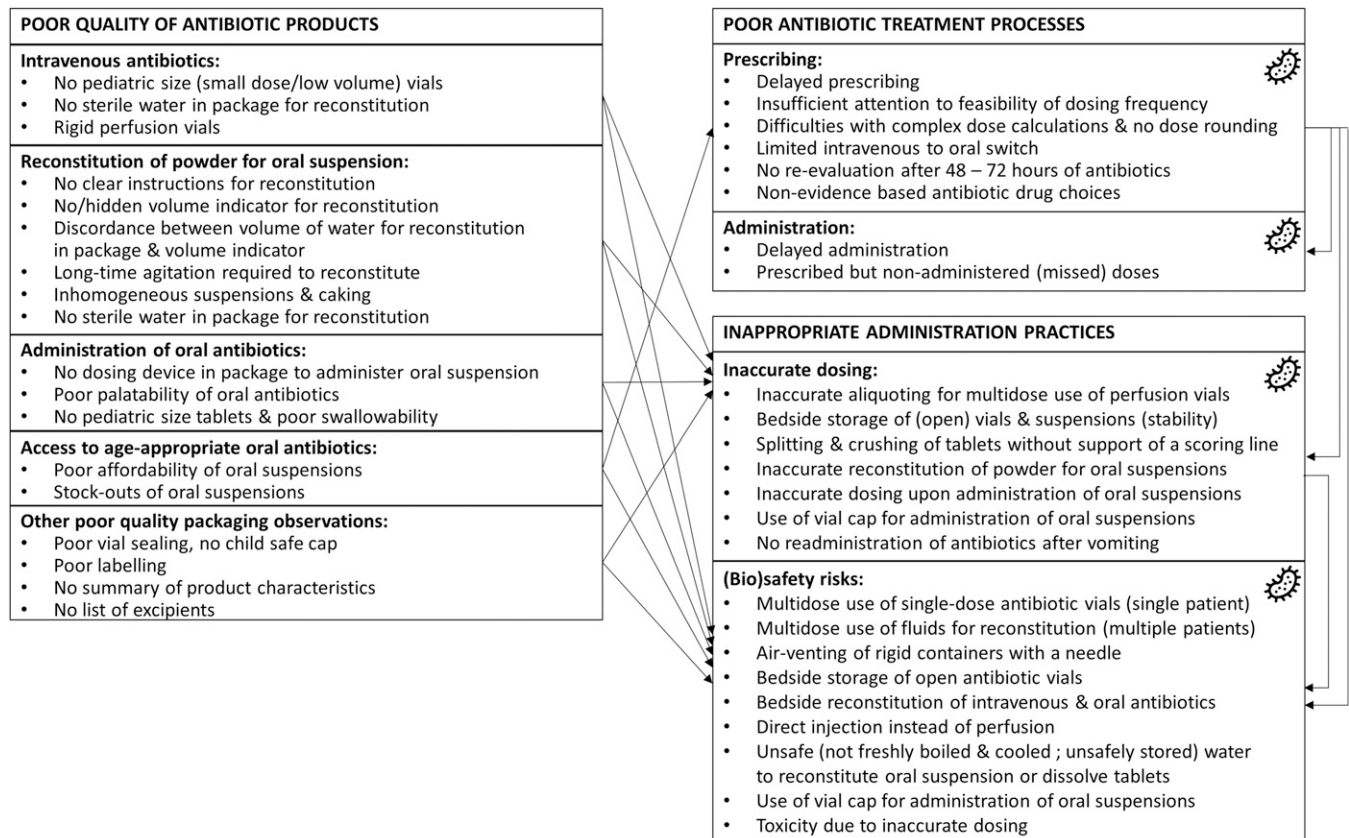 POOR QUALITY OF ANTIBIOTIC PRODUCTS
Intravenous antibiotics:
• No pediatric size (small dose/low volume) vials
• No sterile water in package for reconstitution
• Rigid perfusion vials
Reconstitution of powder for oral suspension:
• No clear instructions for reconstitution
• No/hidden volume indicator for reconstitution
• Discordance between volume of water for reconstitution
in package & volume indicator
• Long-time agitation required to reconstitute
• Inhomogeneous suspensions & caking
• No sterile water in package for reconstitution
Administration of oral antibiotics:
• No dosing device in package to administer oral suspension
• Poor palatability of oral antibiotics
• No pediatric size tablets & poor swallowability
Access to age-appropriate oral antibiotics:
• Poor affordability of oral suspensions
• Stock-outs of oral suspensions
Other poor quality packaging observations:
• Poor vial sealing, no child safe cap
• Poor labelling
• No summary of product characteristics
• No list of excipients
POOR ANTIBIOTIC TREATMENT PROCESSES
Prescribing:
• Delayed prescribing
• Insufficient attention to feasibility of dosing frequency
• Difficulties with complex dose calculations & no dose rounding
• Limited intravenous to oral switch
• No re-evaluation after 48 – 72 hours of antibiotics
• Non-evidence based antibiotic drug choices
Administration:
• Delayed administration
• Prescribed but non-administered (missed) doses
INAPPROPRIATE ADMINISTRATION PRACTICES
Inaccurate dosing:
• Inaccurate aliquoting for multidose use of perfusion vials
• Bedside storage of (open) vials & suspensions (stability)
• Splitting & crushing of tablets without support of a scoring line
• Inaccurate reconstitution of powder for oral suspensions
• Inaccurate dosing upon administration of oral suspensions
• Use of vial cap for administration of oral suspensions
• No readministration of antibiotics after vomiting
(Bio)safety risks:
• Multidose use of single-dose antibiotic vials (single patient)
• Multidose use of fluids for reconstitution (multiple patients)
• Air-venting of rigid containers with a needle
• Bedside storage of open antibiotic vials
• Bedside reconstitution of intravenous & oral antibiotics
• Direct injection instead of perfusion
• Unsafe (not freshly boiled & cooled ; unsafely stored) water
to reconstitute oral suspension or dissolve tablets
• Use of vial cap for administration of oral suspensions
• Toxicity due to inaccurate dosing